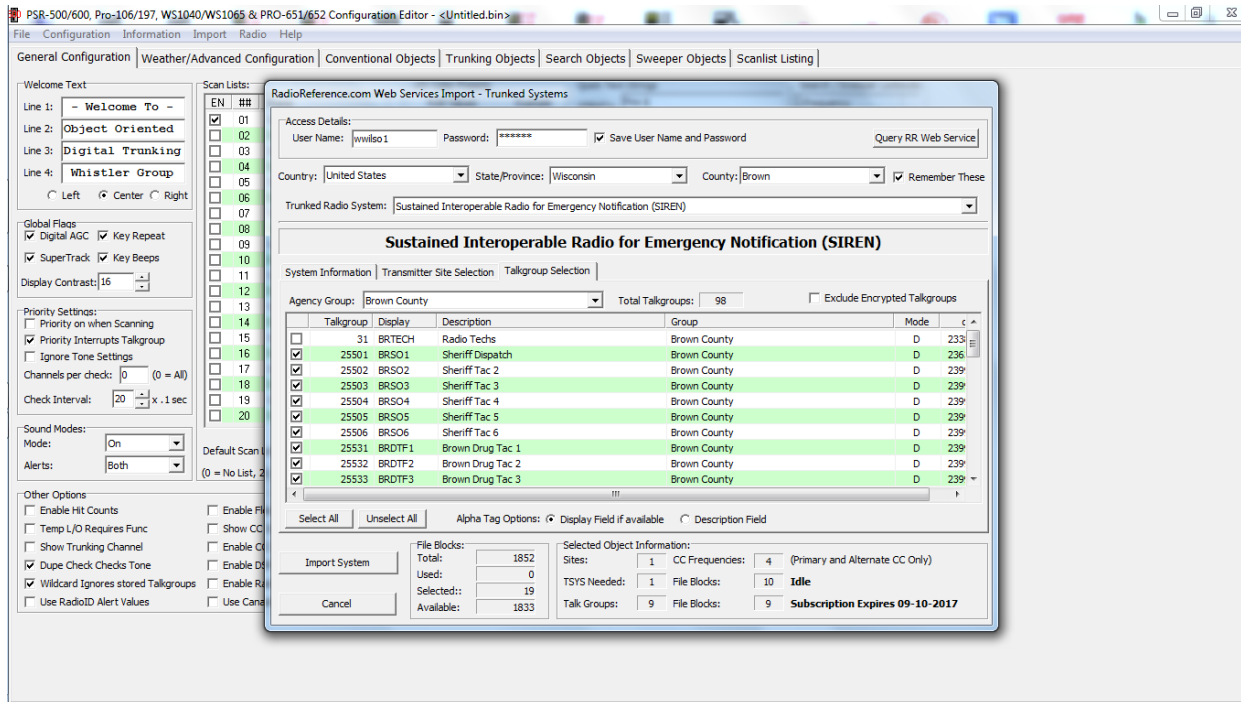 PSR-500/600, Pro-106/197, WS1040/WS1065 & PRO-651/652 Configuration Editor - <Untitled.bin>
File Configuration Information Import Radio Help
General Configuration Weather/Advanced Configuration Conventional Objects Trunking Objects Search Objects Sweeper Objects Scanlist Listing
Welcome Text
Line 1: - Welcome To -
Line 2: Object Oriented
Line 3: Digital Trunking
Line 4: Whistler Group
Left Center Right
Global Flags
Digital AGC Key Repeat
SuperTrack Key Beeps
Display Contrast: 16
Priority Settings:
Priority on when Scanning
Priority Interrupts Talkgroup
Ignore Tone Settings
Channels per check: 0 (0 = All)
Check Interval: 20 x .1 sec
Sound Modes:
Mode: On
Alerts: Both
Other Options
Enable Hit Counts
Temp L/O Requires Func
Show Trunking Channel
Dupe Check Checks Tone
Wildcard Ignores stored Talkgroups
Use RadioID Alert Values
Scan Lists:
EN ##
01
02
03
04
05
06
07
08
09
10
11
12
13
14
15
16
17
18
19
20
Default Scan
(0 = No List, 2
Enable
Show CC
Enable
Enable
Enable
Use
RadioReference.com Web Services Import - Trunked Systems
Access Details:
User Name: wwilso1 Password: ****** Save User Name and Password Query RR Web Service
Country: United States State/Province: Wisconsin County: Brown Remember These
Trunked Radio System: Sustained Interoperable Radio for Emergency Notification (SIREN)
Sustained Interoperable Radio for Emergency Notification (SIREN)
System Information Transmitter Site Selection Talkgroup Selection
Agency Group: Brown County Total Talkgroups: 98 Exclude Encrypted Talkgroups
Talkgroup Display Description Group Mode
31 BRTECH Radio Techs Brown County D 233
25501 BRSO1 Sheriff Dispatch Brown County D 236
25502 BRSO2 Sheriff Tac 2 Brown County D 239
25503 BRSO3 Sheriff Tac 3 Brown County D 239
25504 BRSO4 Sheriff Tac 4 Brown County D 239
25505 BRSO5 Sheriff Tac 5 Brown County D 239
25506 BRSO6 Sheriff Tac 6 Brown County D 239
25531 BRDTF1 Brown Drug Tac 1 Brown County D 239
25532 BRDTF2 Brown Drug Tac 2 Brown County D 239
25533 BRDTF3 Brown Drug Tac 3 Brown County D 239
Select All Unselect All Alpha Tag Options: Display Field if available Description Field
Import System
Cancel
File Blocks:
Total: 1852
Used: 0
Selected:: 19
Available: 1833
Selected Object Information:
Sites: 1 CC Frequencies: 4 (Primary and Alternate CC Only)
TSYS Needed: 1 File Blocks: 10 Idle
Talk Groups: 9 File Blocks: 9 Subscription Expires 09-10-2017